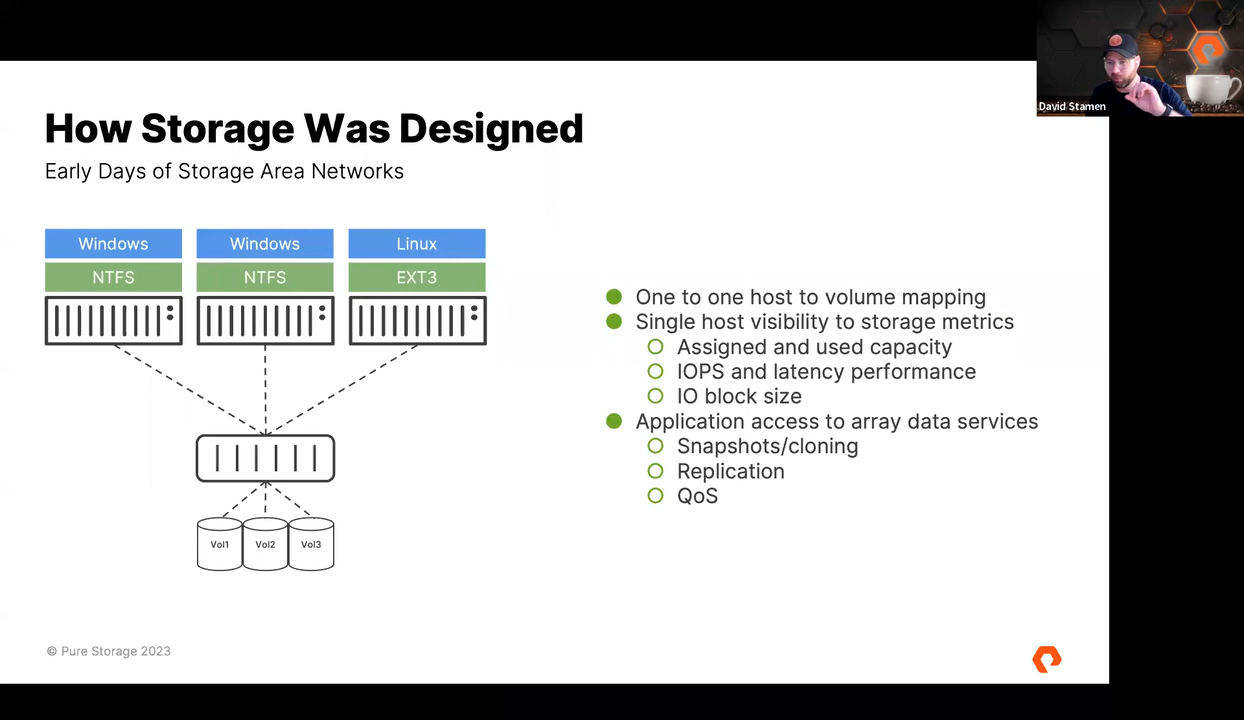 David Stamen
How Storage Was Designed
Early Days of Storage Area Networks
Windows
Windows
Linux
NTFS
NTFS
EXT3
Vol1
Vol2
Vol3
One to one host to volume mapping
Single host visibility to storage metrics
Assigned and used capacity
IOPS and latency performance
IO block size
Application access to array data services
Snapshots/cloning
Replication
QoS
© Pure Storage 2023